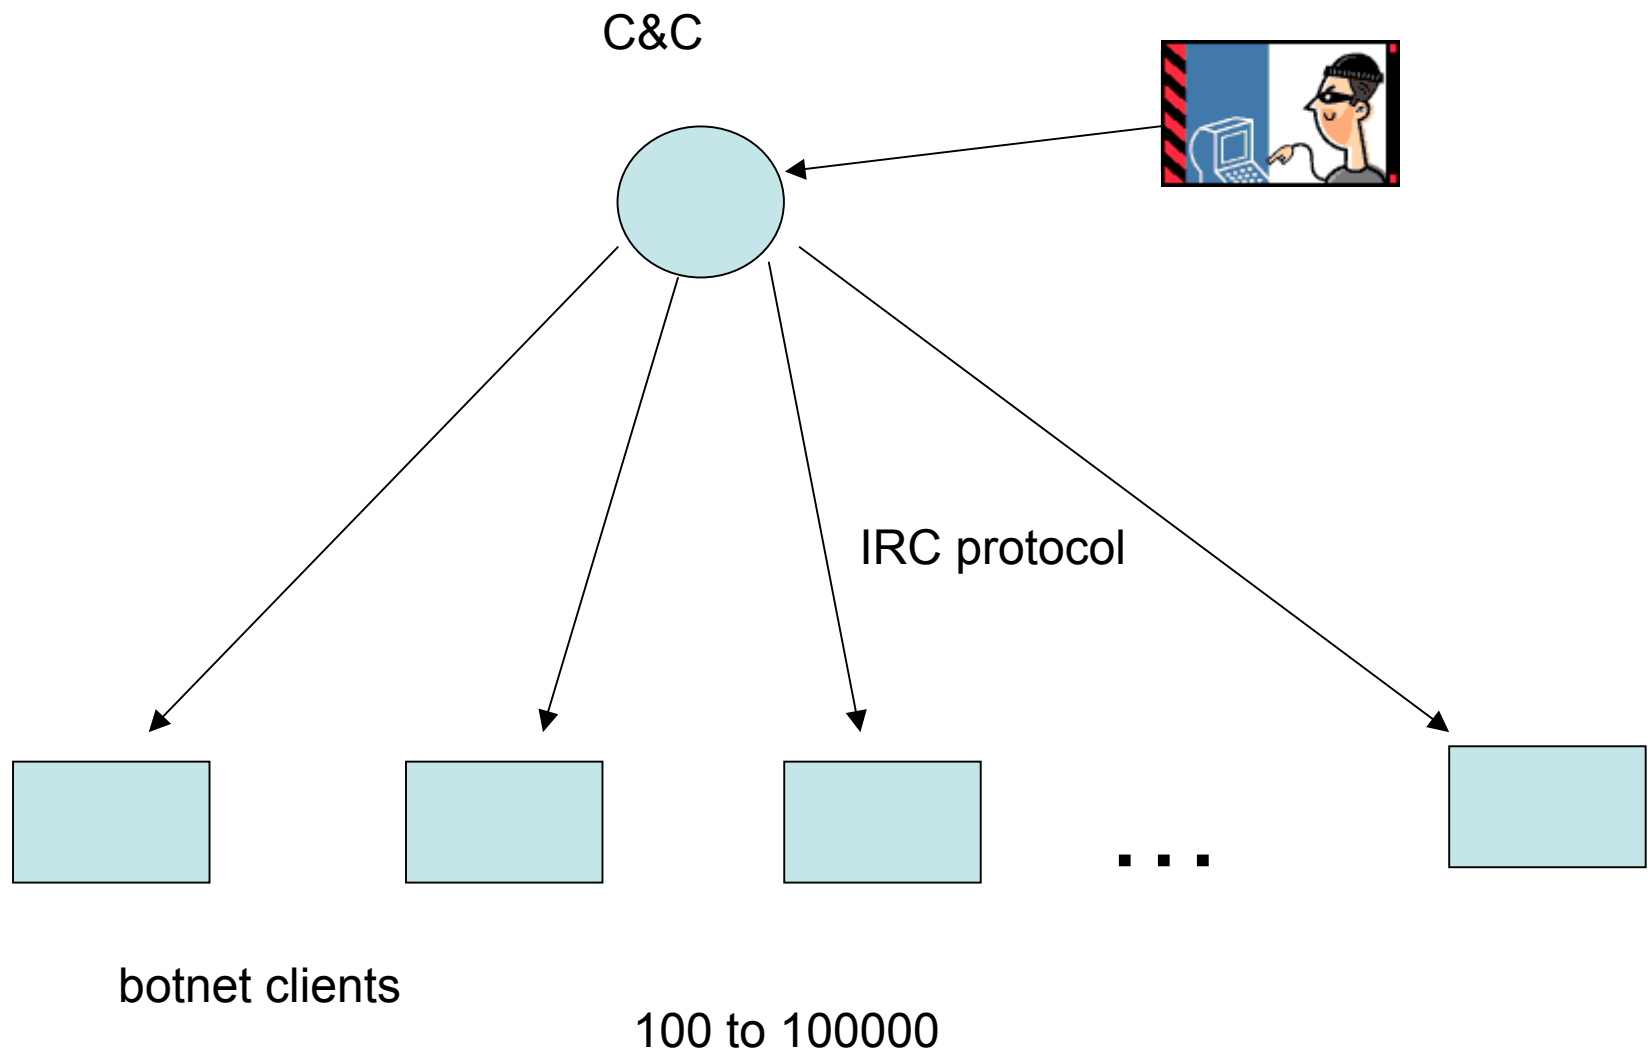 C&C
IRC protocol
. . .
botnet clients
100 to 100000